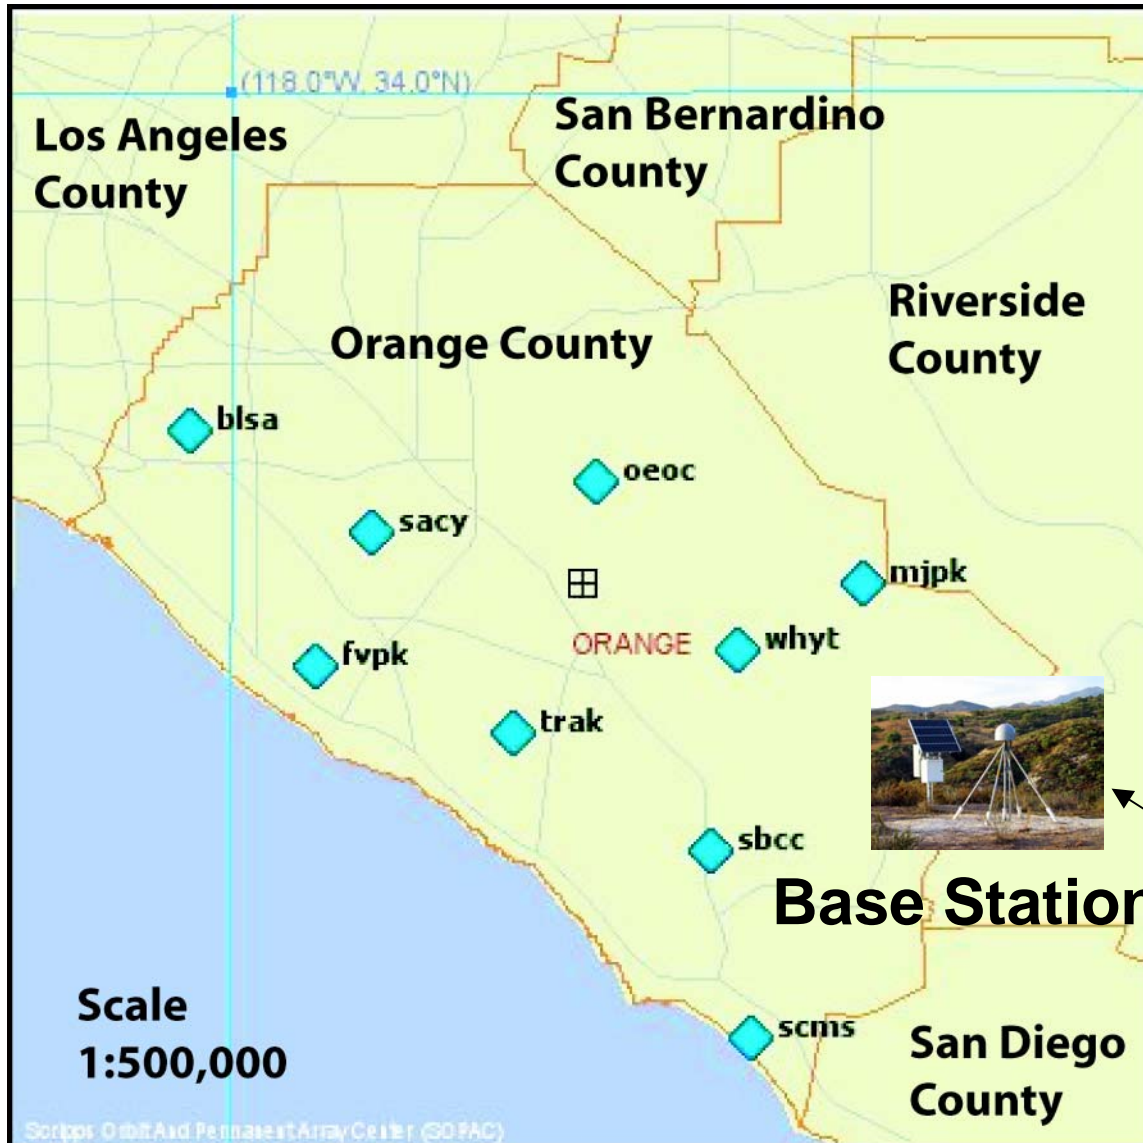 (118.0°W, 34.0°N)
Los Angeles
County
San Bernardino
County
Riverside
County
Orange County
blsa
oeoc
sacy
mjpk
ORANGE
whyt
fvpk
trak
sbcc
Base Station
Scale
1:500,000
scms
San Diego
County
Scripps Orbit And Permanent Array Center (SOPAC)